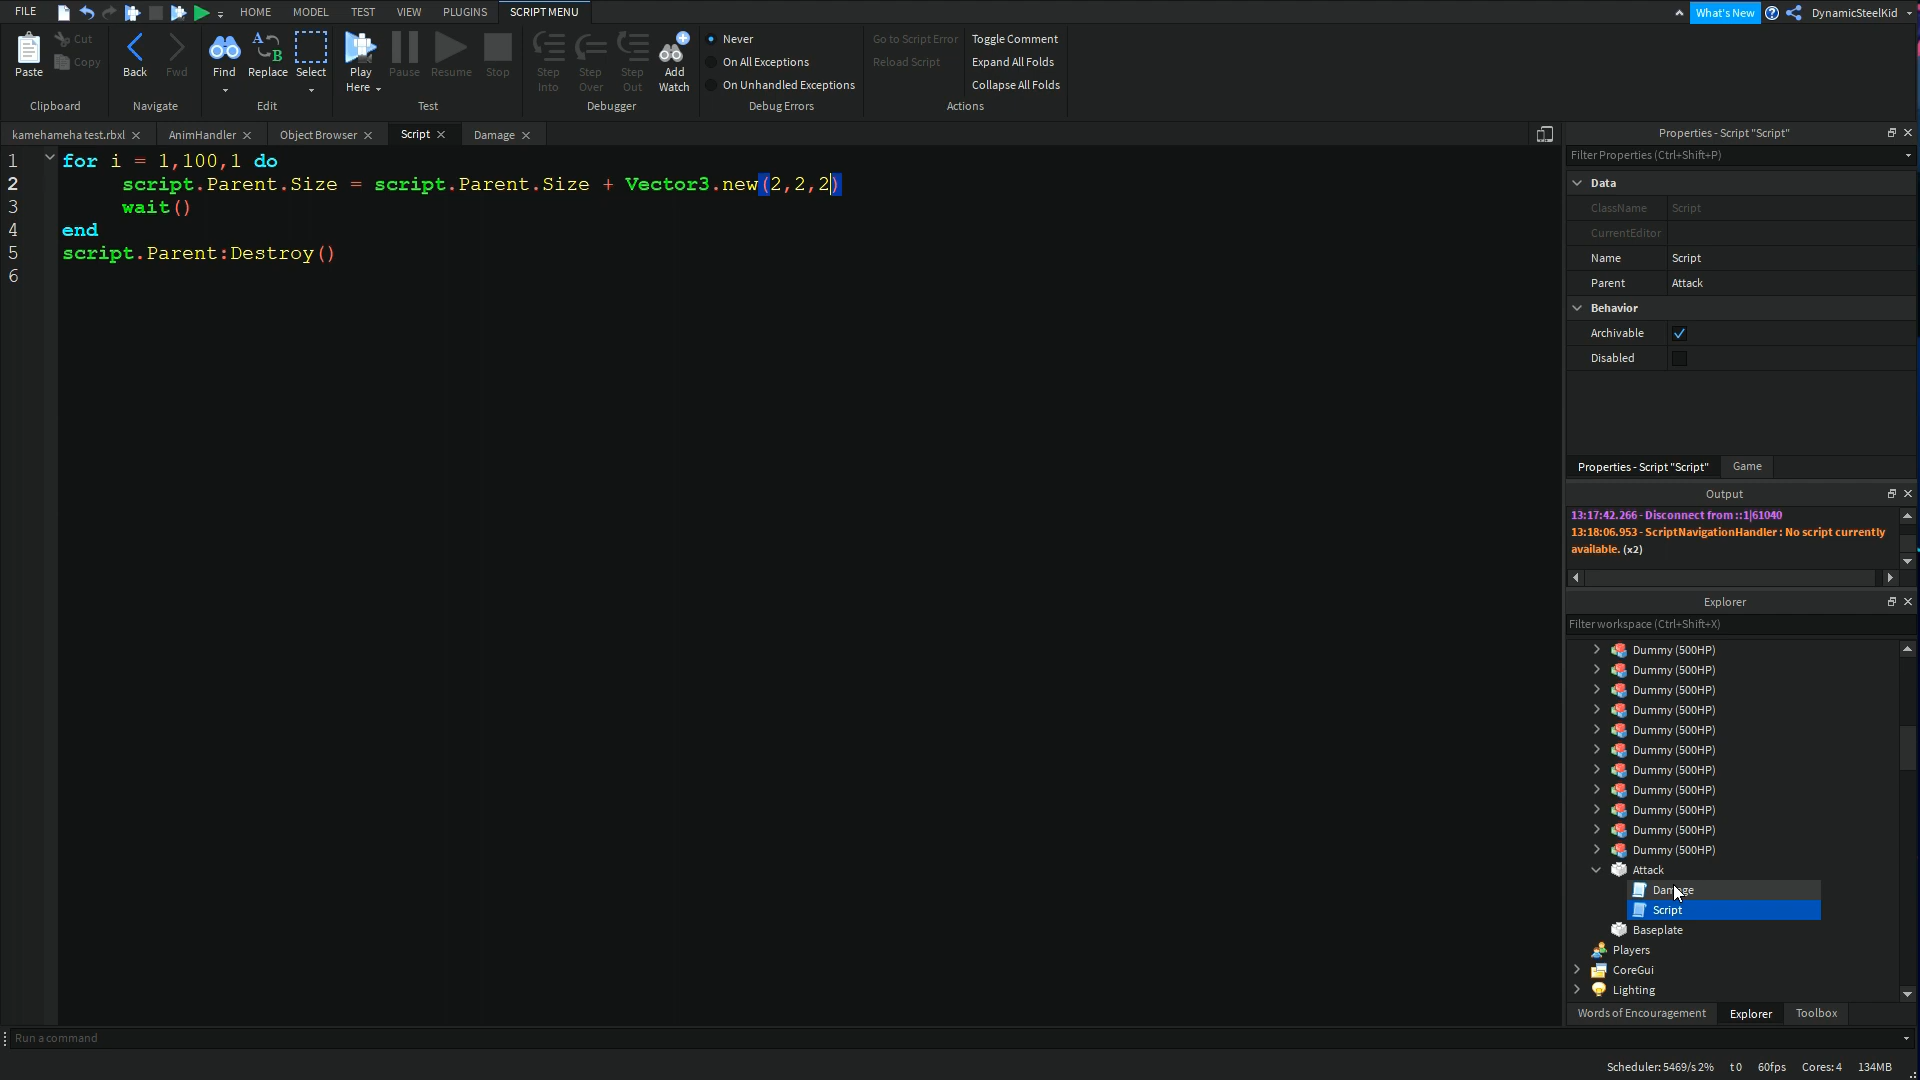 FILE HOME MODEL TEST VIEW PLUGINS SCRIPT MENU What's New DynamicSteelKid
Paste Cut Copy Clipboard
Back Fwd Navigate
Find Replace Select Edit
Play Here Pause Resume Stop Test
Step Into Step Over Step Out Add Watch Debugger
Never
On All Exceptions
On Unhandled Exceptions
Debug Errors
Go to Script Error Toggle Comment
Reload Script Expand All Folds
Collapse All Folds
Actions
kamehameha test.rbxl AnimHandler Object Browser Script Damage
1 for i = 1,100,1 do
2 script.Parent.Size = script.Parent.Size + Vector3.new(2,2,2)
3 wait()
4 end
5 script.Parent:Destroy()
6
Properties - Script "Script"
Filter Properties (Ctrl+Shift+P)
Data
ClassName Script
CurrentEditor
Name Script
Parent Attack
Behavior
Archivable
Disabled
Properties - Script "Script" Game
Output
13:17:42.266 - Disconnect from ::1|61040
13:18:06.953 - ScriptNavigationHandler : No script currently
available. (x2)
Explorer
Filter workspace (Ctrl+Shift+X)
Dummy (500HP)
Dummy (500HP)
Dummy (500HP)
Dummy (500HP)
Dummy (500HP)
Dummy (500HP)
Dummy (500HP)
Dummy (500HP)
Dummy (500HP)
Dummy (500HP)
Dummy (500HP)
Attack
Damage
Script
Baseplate
Players
CoreGui
Lighting
Words of Encouragement Explorer Toolbox
Run a command
Scheduler: 5469/s 2% t 0 60fps Cores: 4 134MB